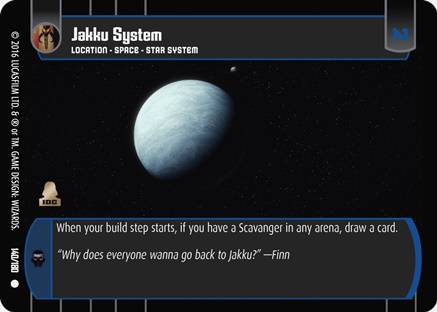 Jakku System
LOCATION - SPACE - STAR SYSTEM
© 2016 LUCASFILM LTD. & ® OR TM. GAME DESIGN: WIZARDS.
140/180
IDC
When your build step starts, if you have a Scavanger in any arena, draw a card.
“Why does everyone wanna go back to Jakku?” —Finn